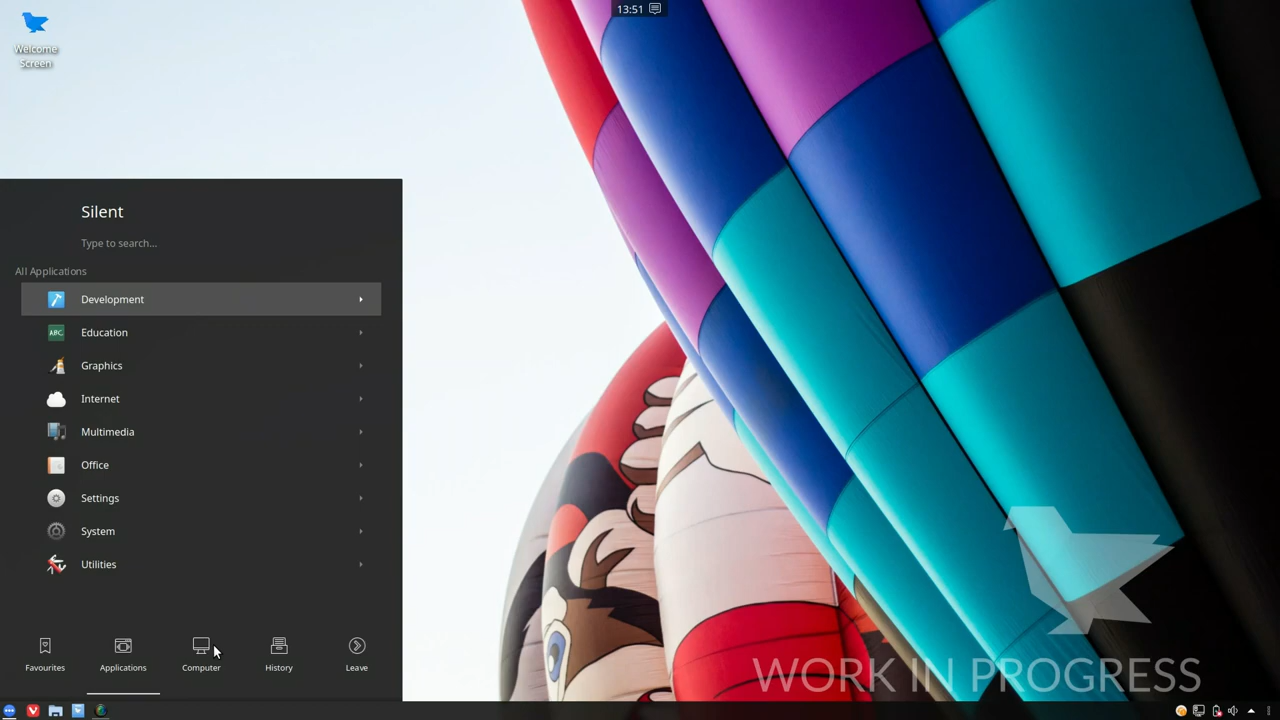 13:51
Welcome
Screen
Silent
Type to search...
All Applications
Development
Education
ABC
Graphics
Internet
Multimedia
Office
Settings
System
Utilities
Favourites
Applications
Computer
History
Leave
WORK IN PROGRESS